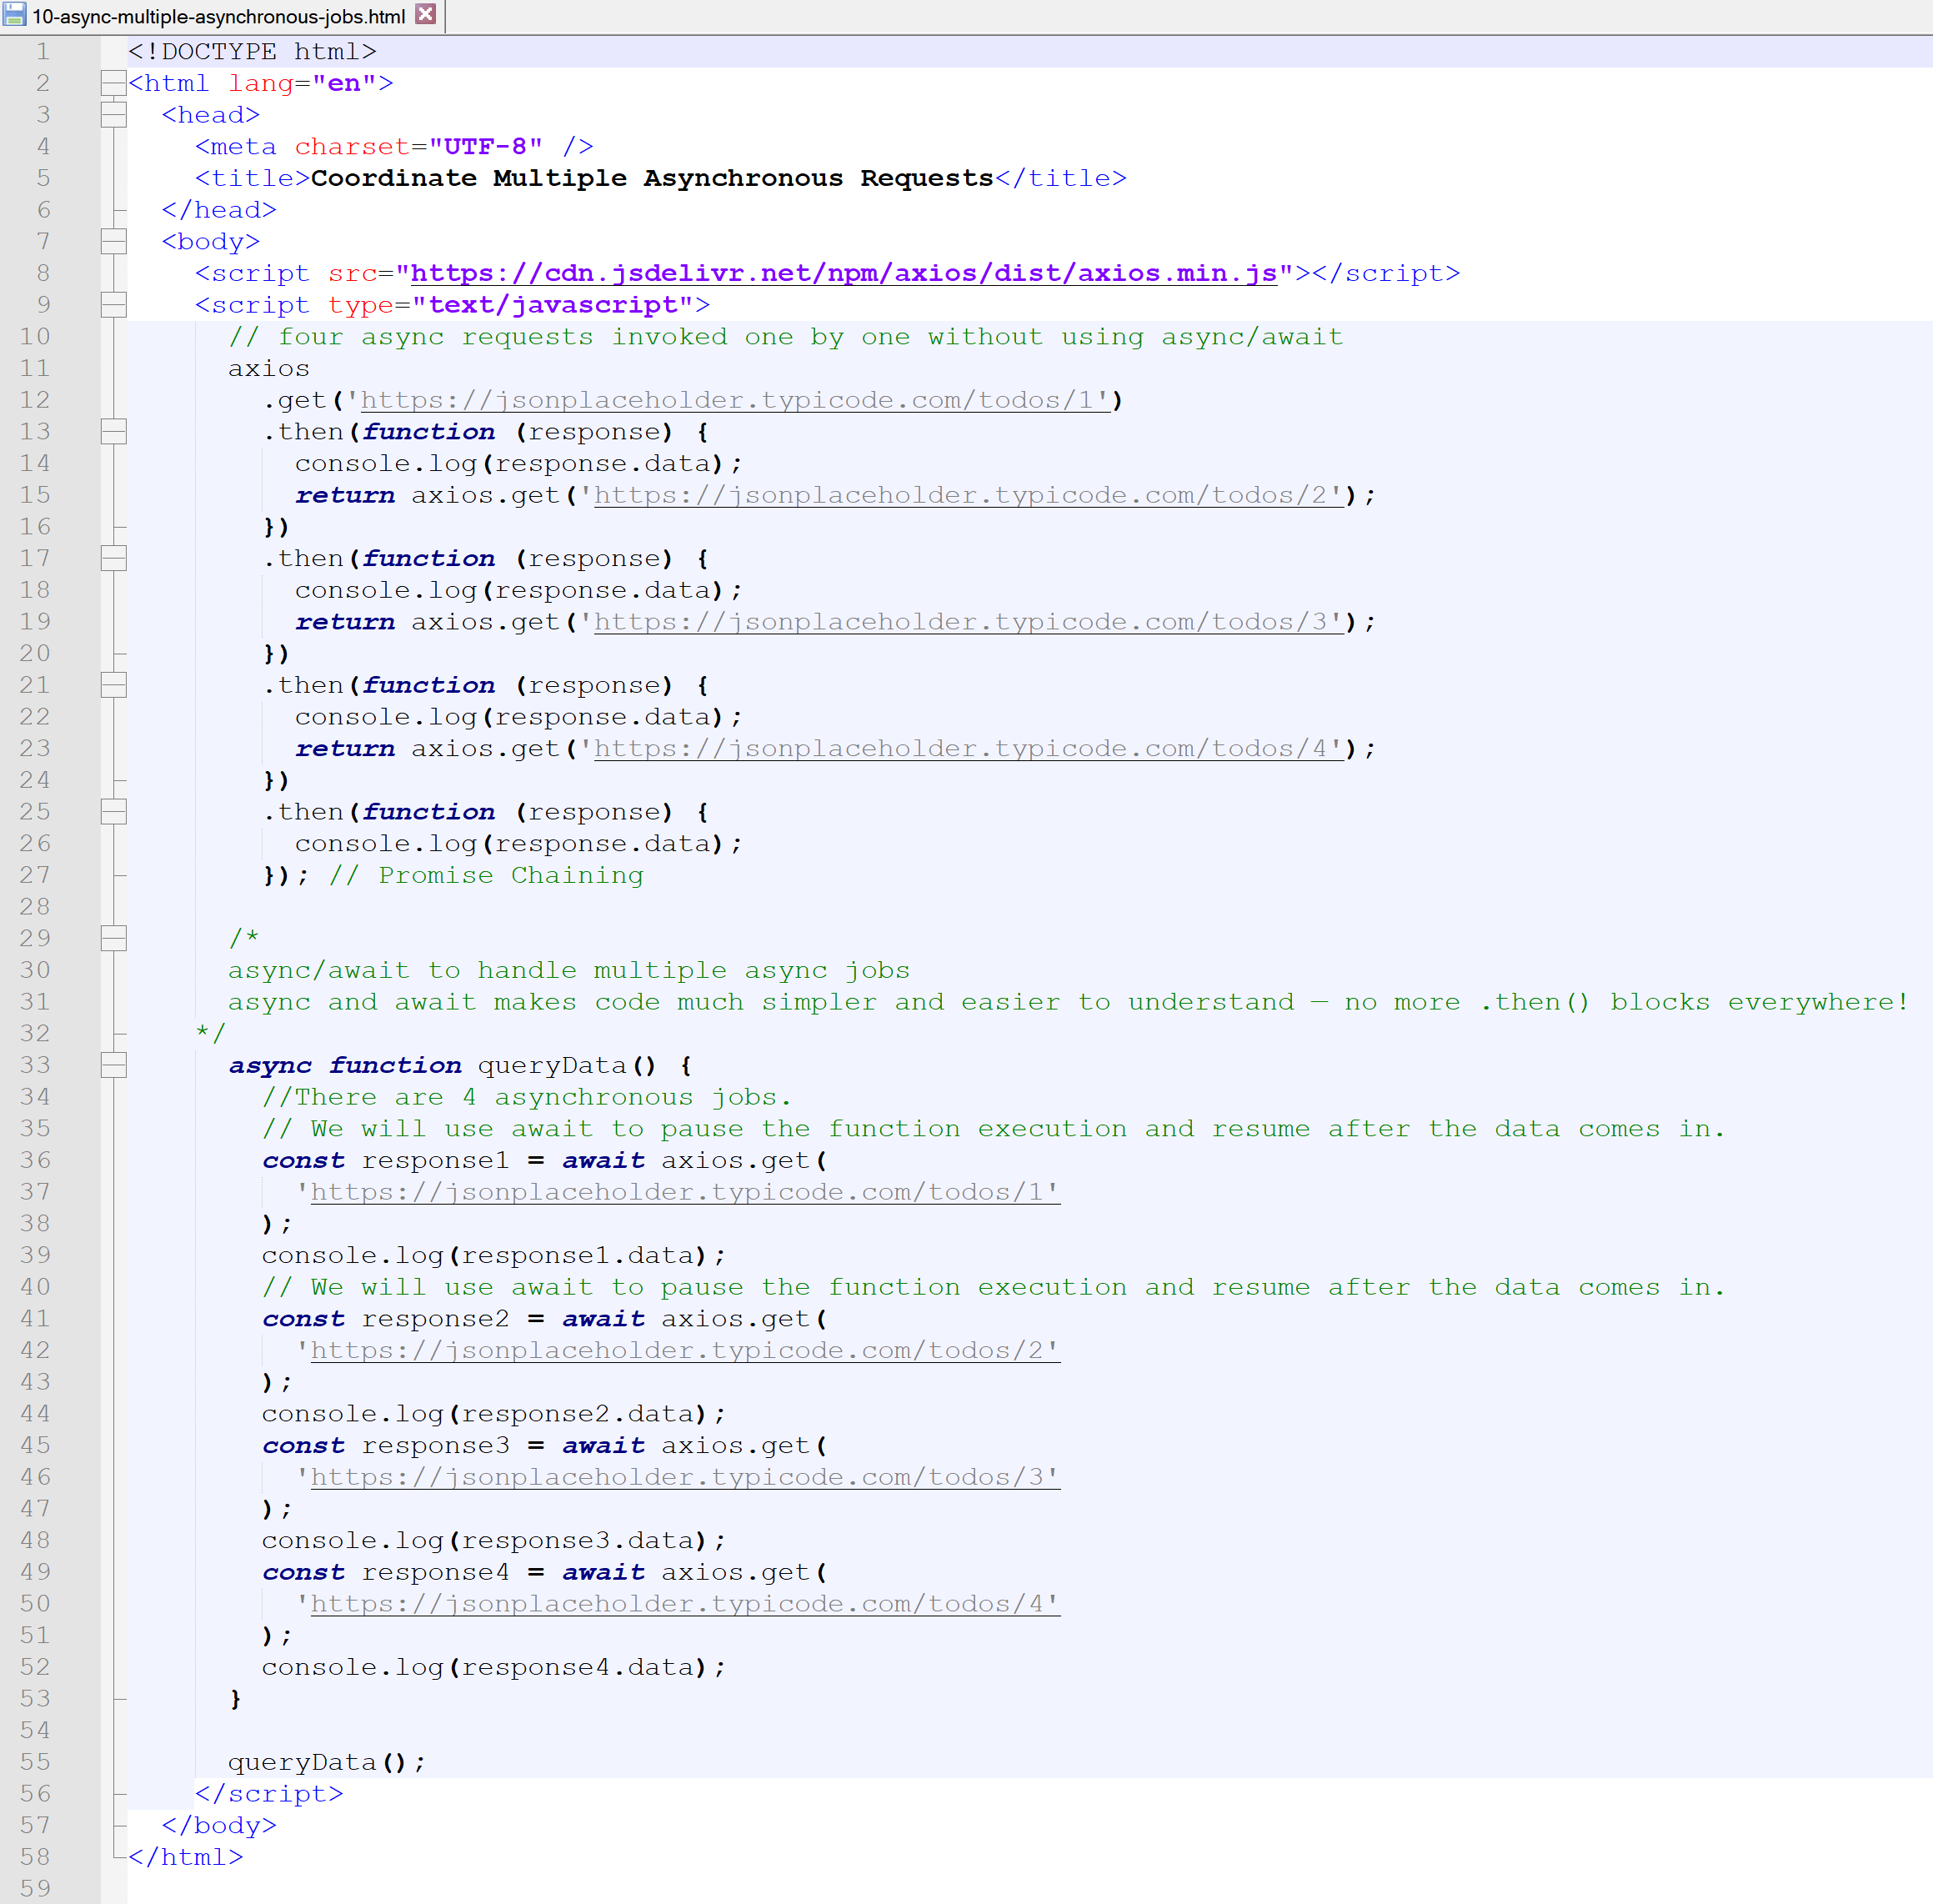 10-async-multiple-asynchronous-jobs.html
1 <!DOCTYPE html>
2 <html lang="en">
3   <head>
4     <meta charset="UTF-8" />
5     <title>Coordinate Multiple Asynchronous Requests</title>
6   </head>
7   <body>
8     <script src="https://cdn.jsdelivr.net/npm/axios/dist/axios.min.js"></script>
9     <script type="text/javascript">
10       // four async requests invoked one by one without using async/await
11       axios
12         .get('https://jsonplaceholder.typicode.com/todos/1')
13         .then(function (response) {
14           console.log(response.data);
15           return axios.get('https://jsonplaceholder.typicode.com/todos/2');
16         })
17         .then(function (response) {
18           console.log(response.data);
19           return axios.get('https://jsonplaceholder.typicode.com/todos/3');
20         })
21         .then(function (response) {
22           console.log(response.data);
23           return axios.get('https://jsonplaceholder.typicode.com/todos/4');
24         })
25         .then(function (response) {
26           console.log(response.data);
27         }); // Promise Chaining
28
29       /*
30       async/await to handle multiple async jobs
31       async and await makes code much simpler and easier to understand — no more .then() blocks everywhere!
32     */
33       async function queryData() {
34         //There are 4 asynchronous jobs.
35         // We will use await to pause the function execution and resume after the data comes in.
36         const response1 = await axios.get(
37           'https://jsonplaceholder.typicode.com/todos/1'
38         );
39         console.log(response1.data);
40         // We will use await to pause the function execution and resume after the data comes in.
41         const response2 = await axios.get(
42           'https://jsonplaceholder.typicode.com/todos/2'
43         );
44         console.log(response2.data);
45         const response3 = await axios.get(
46           'https://jsonplaceholder.typicode.com/todos/3'
47         );
48         console.log(response3.data);
49         const response4 = await axios.get(
50           'https://jsonplaceholder.typicode.com/todos/4'
51         );
52         console.log(response4.data);
53       }
54
55       queryData();
56     </script>
57   </body>
58 </html>
59